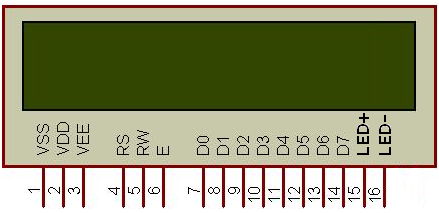 VSS VDD VEE RS RW E D0 D1 D2 D3 D4 D5 D6 D7 LED+ LED-
1 2 3 4 5 6 7 8 9 10 11 12 13 14 15 16